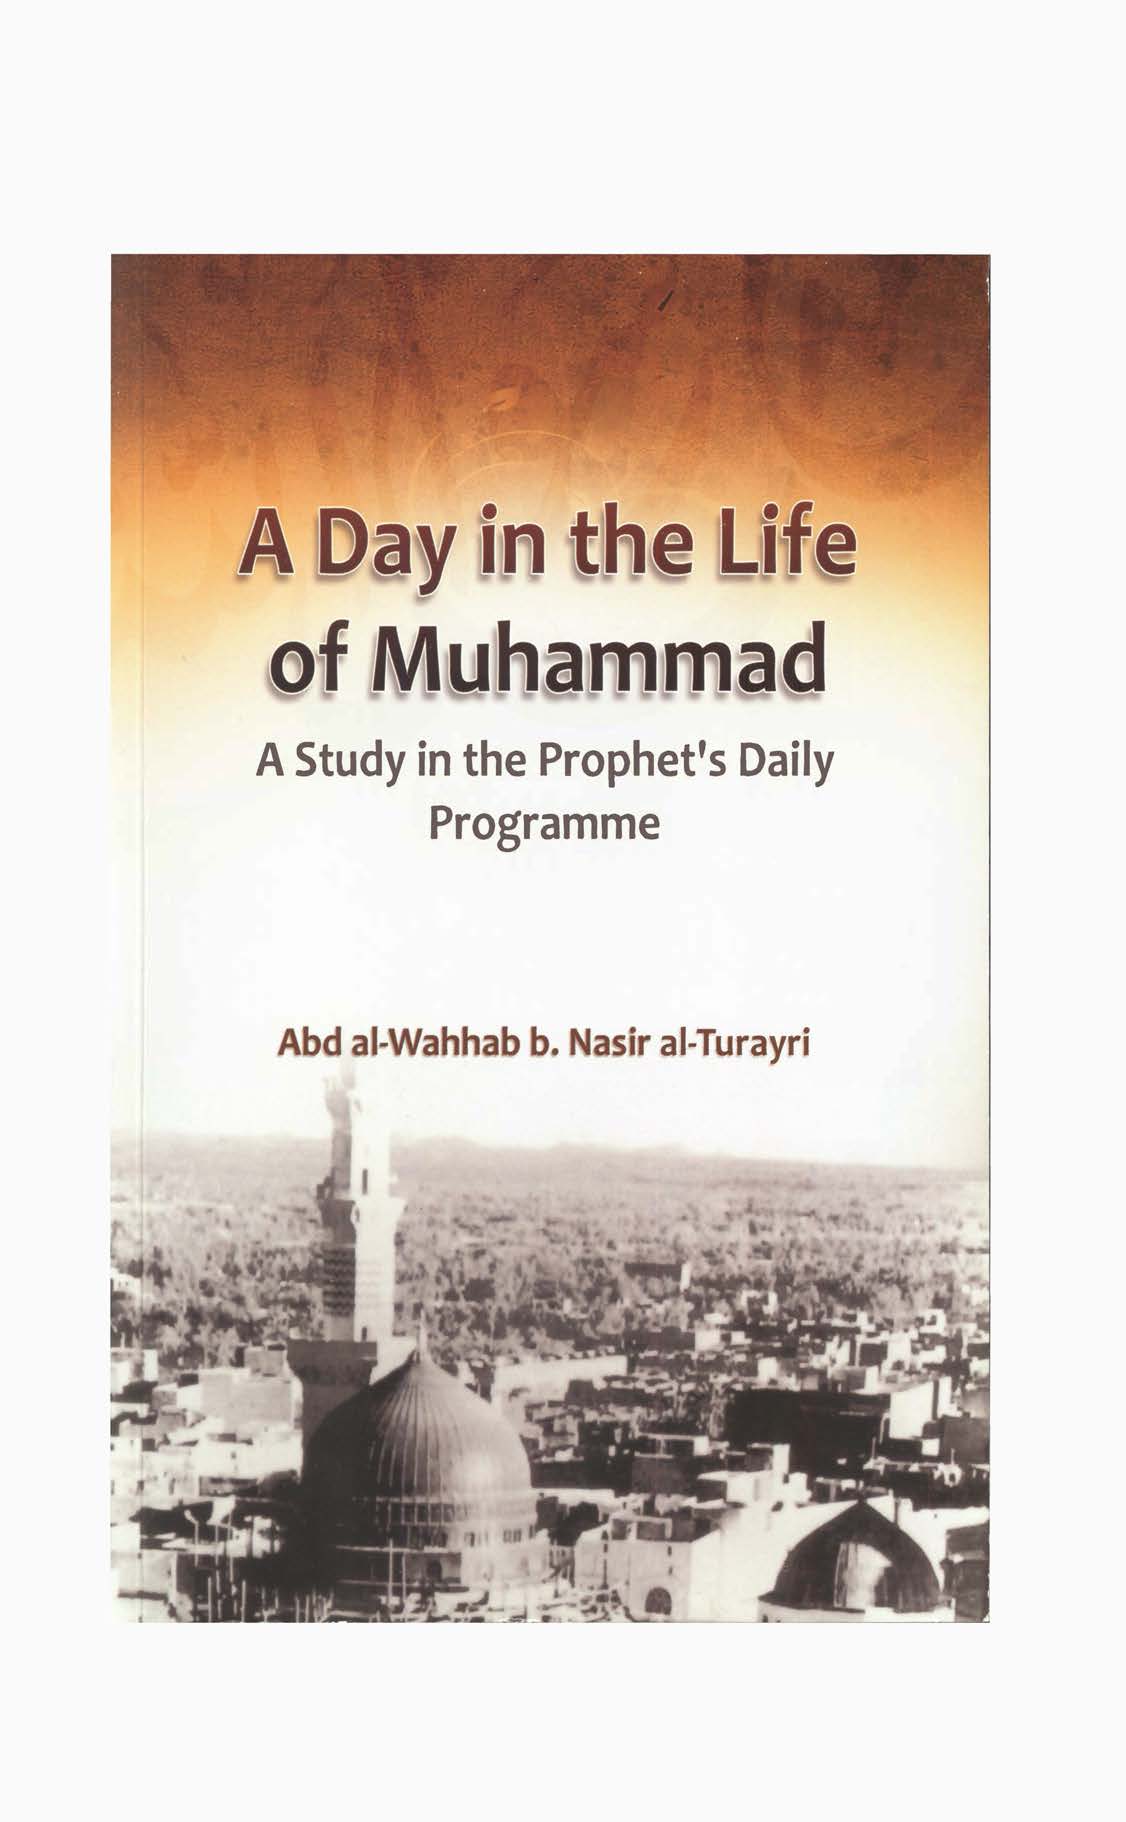 A Day in the Life
of Muhammad
A Study in the Prophet's Daily
Programme
Abd al-Wahhab b. Nasir al-Turayri